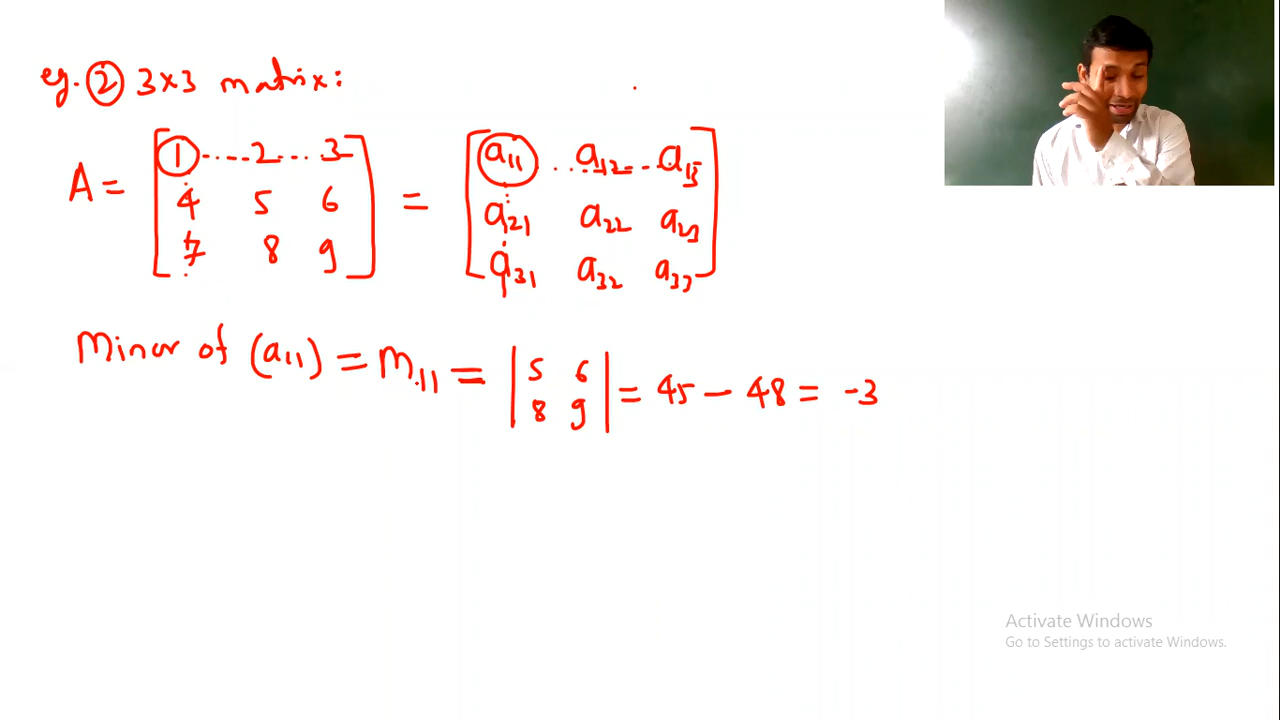 eg. ② 3×3 matrix:
A = [1 .... 2 ... 3] = [a11 ..... a12 ... a13]
4 5 6 a21 a22 a23
7 8 9 a31 a32 a33
Minor of (a11) = M11 = |5 6| = 45 - 48 = -3
8 9
Activate Windows
Go to Settings to activate Windows.